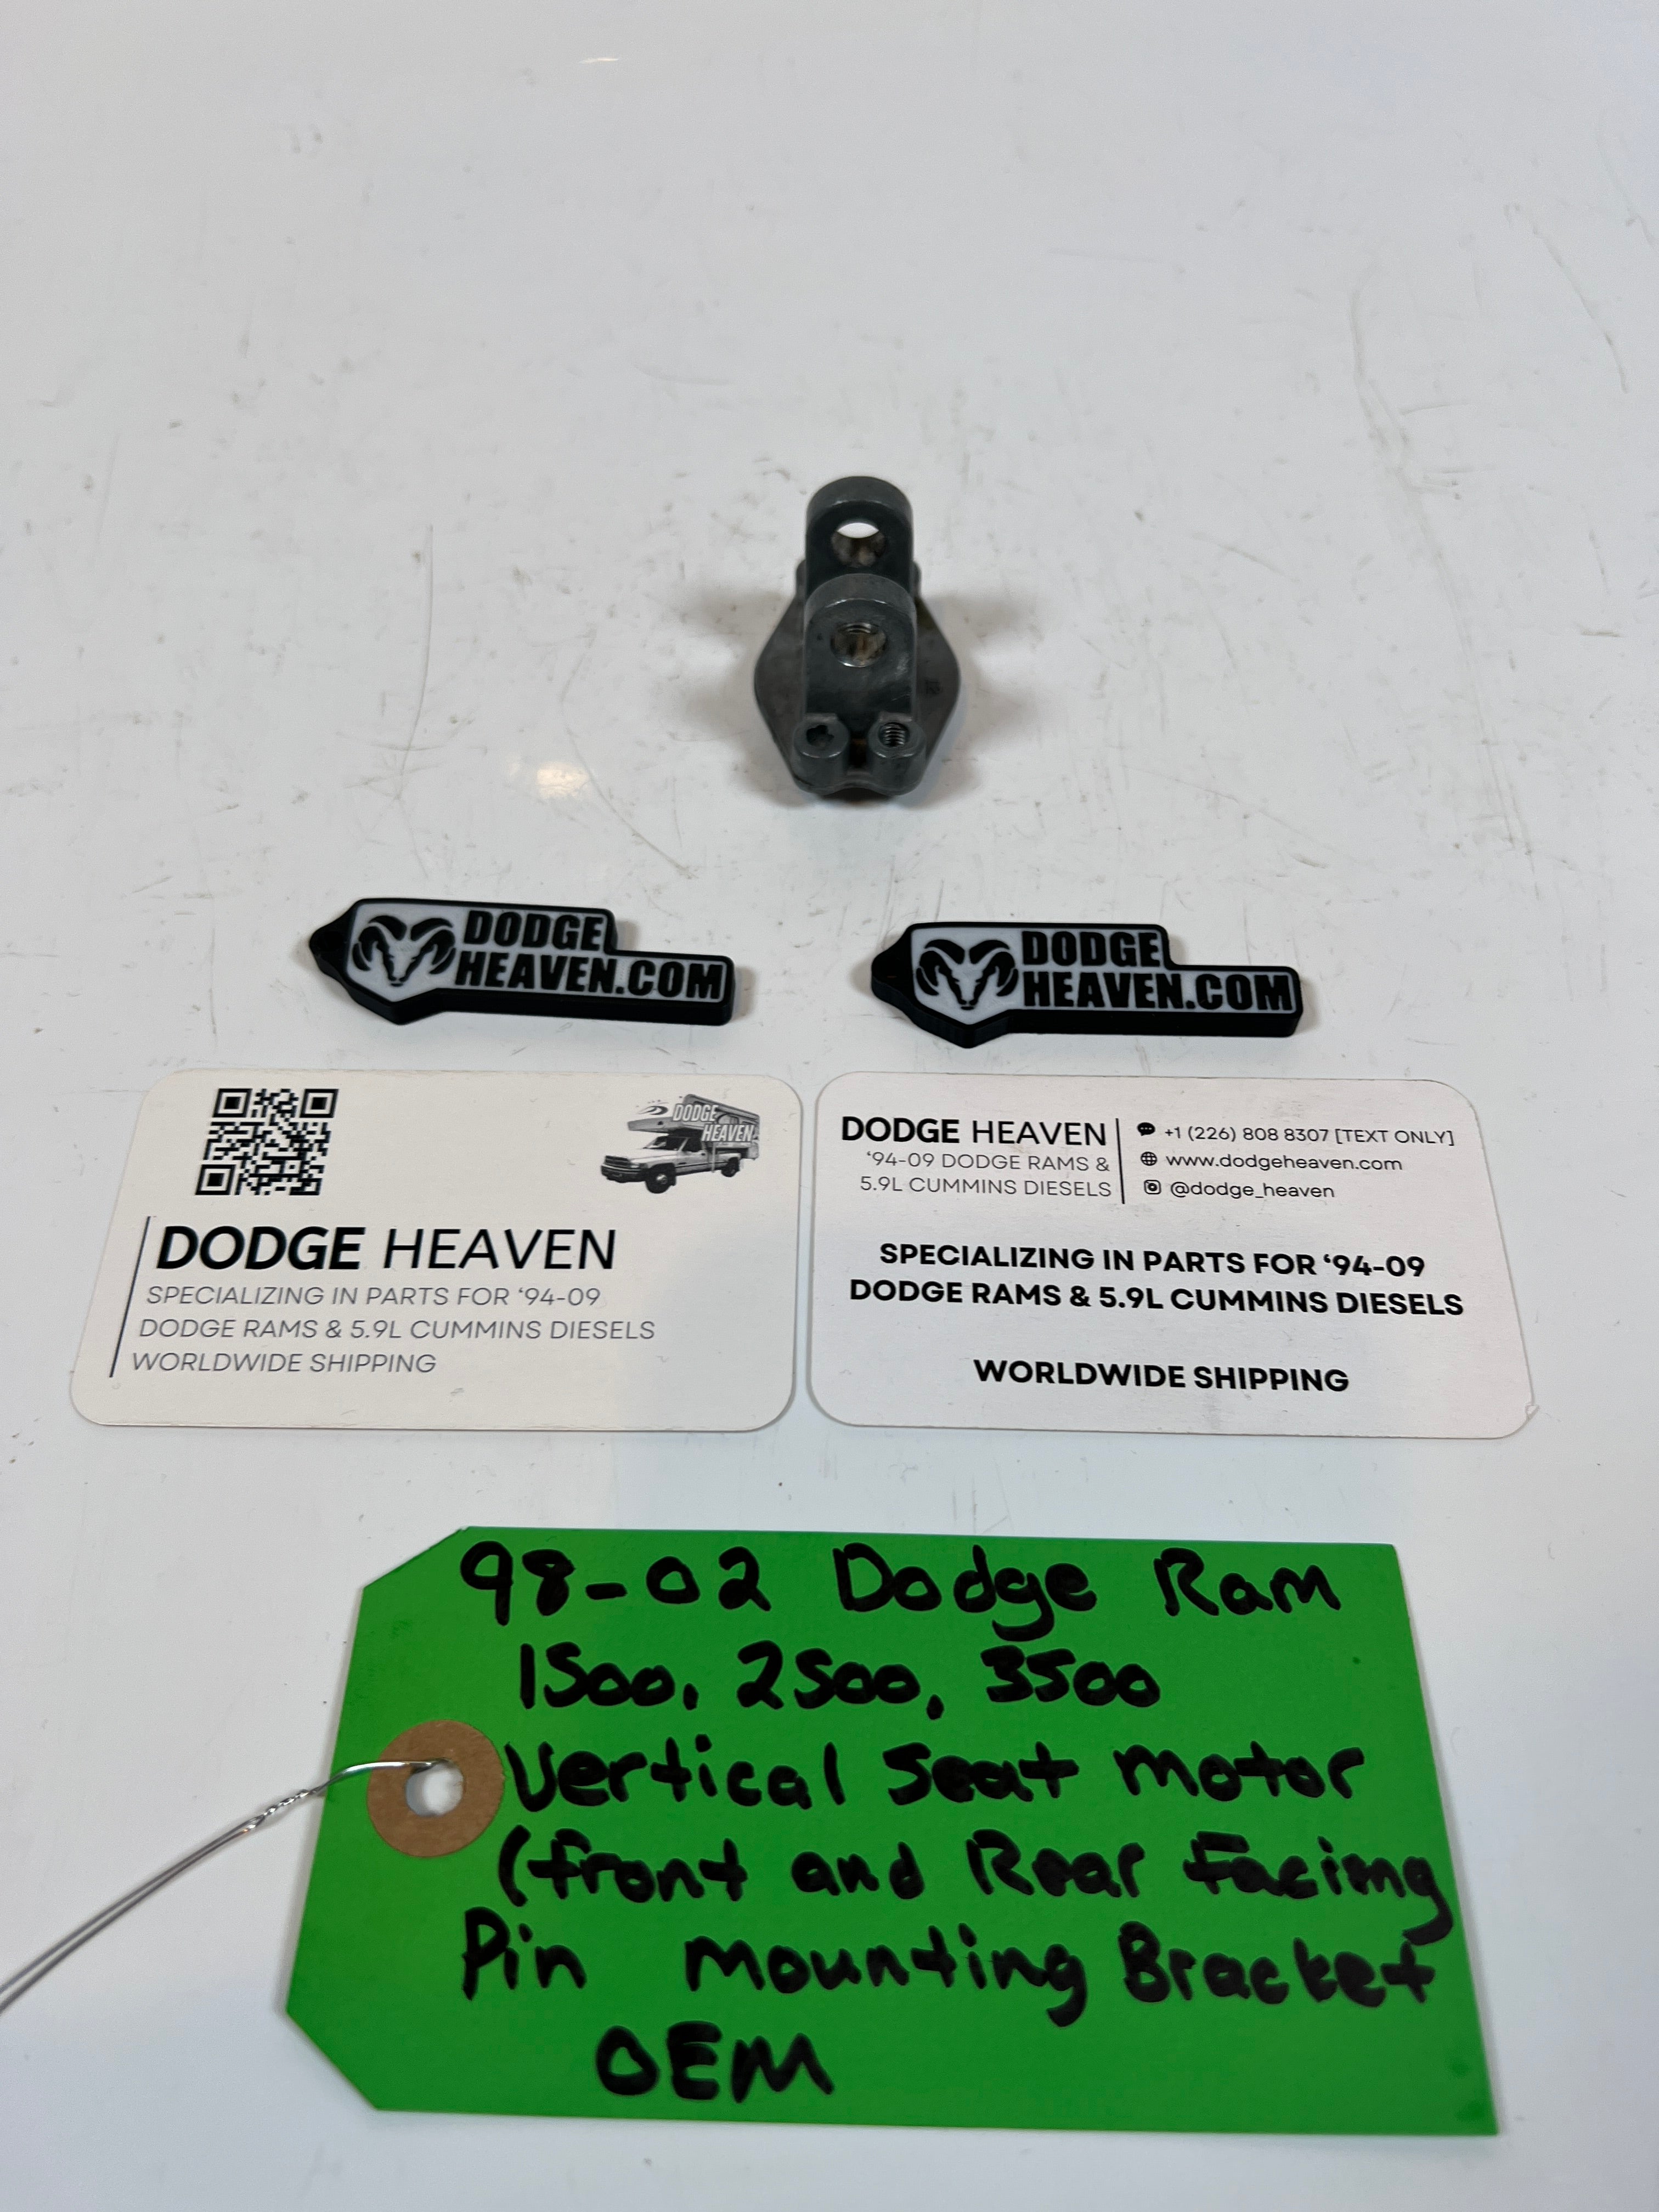 DODGE
HEAVEN.COM
DODGE
HEAVEN.COM
DODGE
HEAVEN
DODGE HEAVEN
SPECIALIZING IN PARTS FOR ‘94-09
DODGE RAMS & 5.9L CUMMINS DIESELS
WORLDWIDE SHIPPING
DODGE HEAVEN
‘94-09 DODGE RAMS &
5.9L CUMMINS DIESELS
+1 (226) 808 8307 [TEXT ONLY]
www.dodgeheaven.com
@dodge_heaven
SPECIALIZING IN PARTS FOR ‘94-09
DODGE RAMS & 5.9L CUMMINS DIESELS
WORLDWIDE SHIPPING
98-02 Dodge Ram
1500, 2500, 3500
Vertical Seat motor
(front and Rear Facing
Pin mounting Bracket
OEM